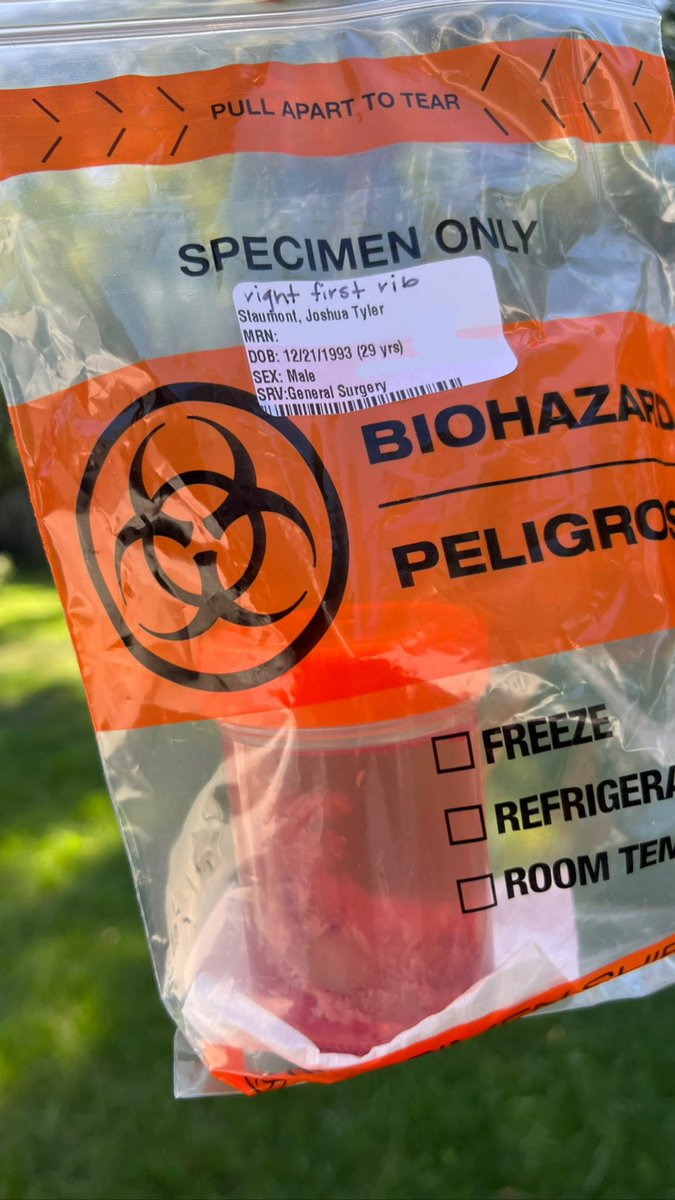 PULL APART TO TEAR
SPECIMEN ONLY
right first rib
Staumont, Joshua Tyler
MRN:
DOB: 12/21/1993 (29 yrs)
SEX: Male
SRV:General Surgery
BIOHAZARD
PELIGROS
FREEZE
REFRIGERA
ROOM TEM